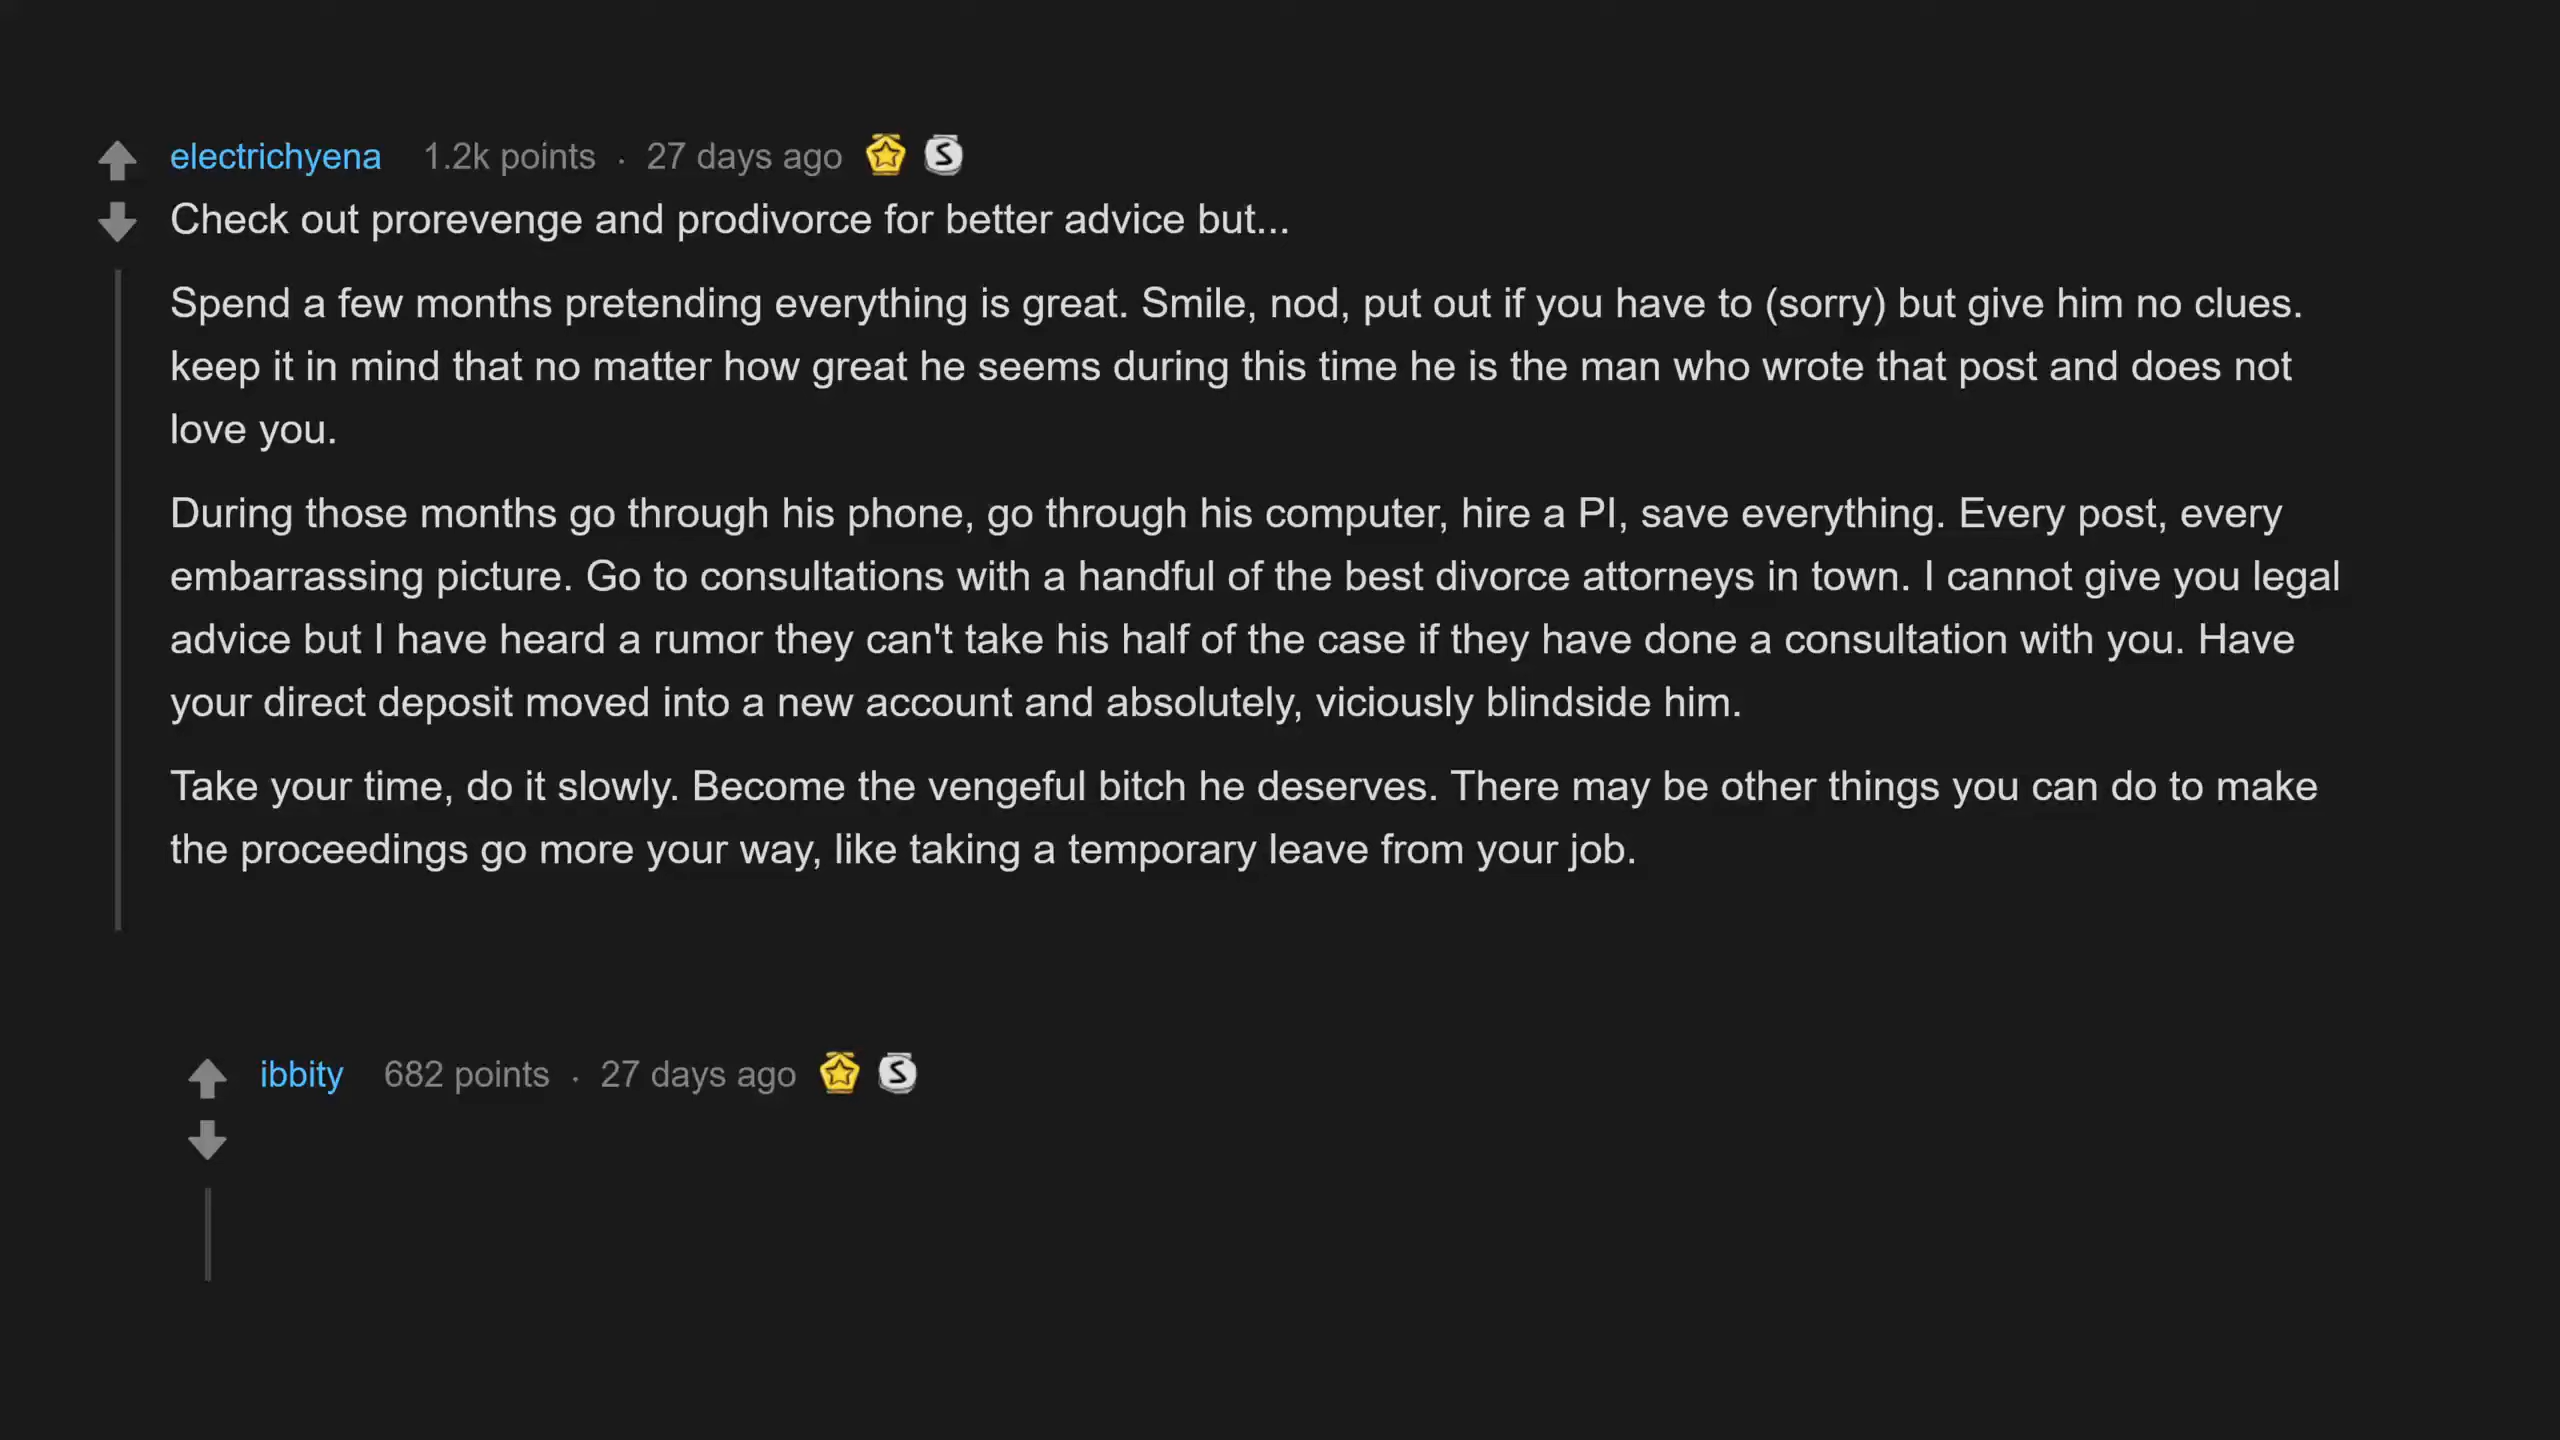 electrichyena 1.2k points · 27 days ago S
Check out prorevenge and prodivorce for better advice but...
Spend a few months pretending everything is great. Smile, nod, put out if you have to (sorry) but give him no clues.
keep it in mind that no matter how great he seems during this time he is the man who wrote that post and does not
love you.
During those months go through his phone, go through his computer, hire a PI, save everything. Every post, every
embarrassing picture. Go to consultations with a handful of the best divorce attorneys in town. I cannot give you legal
advice but I have heard a rumor they can't take his half of the case if they have done a consultation with you. Have
your direct deposit moved into a new account and absolutely, viciously blindside him.
Take your time, do it slowly. Become the vengeful bitch he deserves. There may be other things you can do to make
the proceedings go more your way, like taking a temporary leave from your job.
ibbity 682 points · 27 days ago S